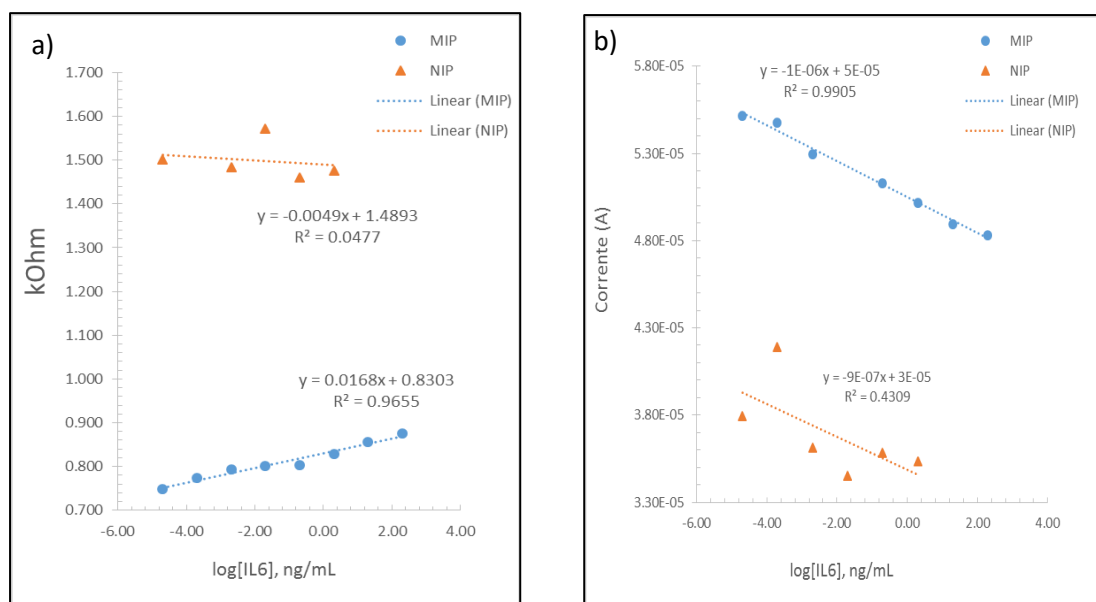 a)
MIP
NIP
Linear (MIP)
Linear (NIP)
1.700
1.600
1.500
1.400
1.300
1.200
1.100
1.000
0.900
0.800
0.700
kOhm
y = -0.0049x + 1.4893
R² = 0.0477
y = 0.0168x + 0.8303
R² = 0.9655
-6.00 -4.00 -2.00 0.00 2.00 4.00
log[IL6], ng/mL
b)
MIP
NIP
Linear (MIP)
Linear (NIP)
5.80E-05
5.30E-05
4.80E-05
4.30E-05
3.80E-05
3.30E-05
Corrente (A)
y = -1E-06x + 5E-05
R² = 0.9905
y = -9E-07x + 3E-05
R² = 0.4309
-6.00 -4.00 -2.00 0.00 2.00 4.00
log[IL6], ng/mL